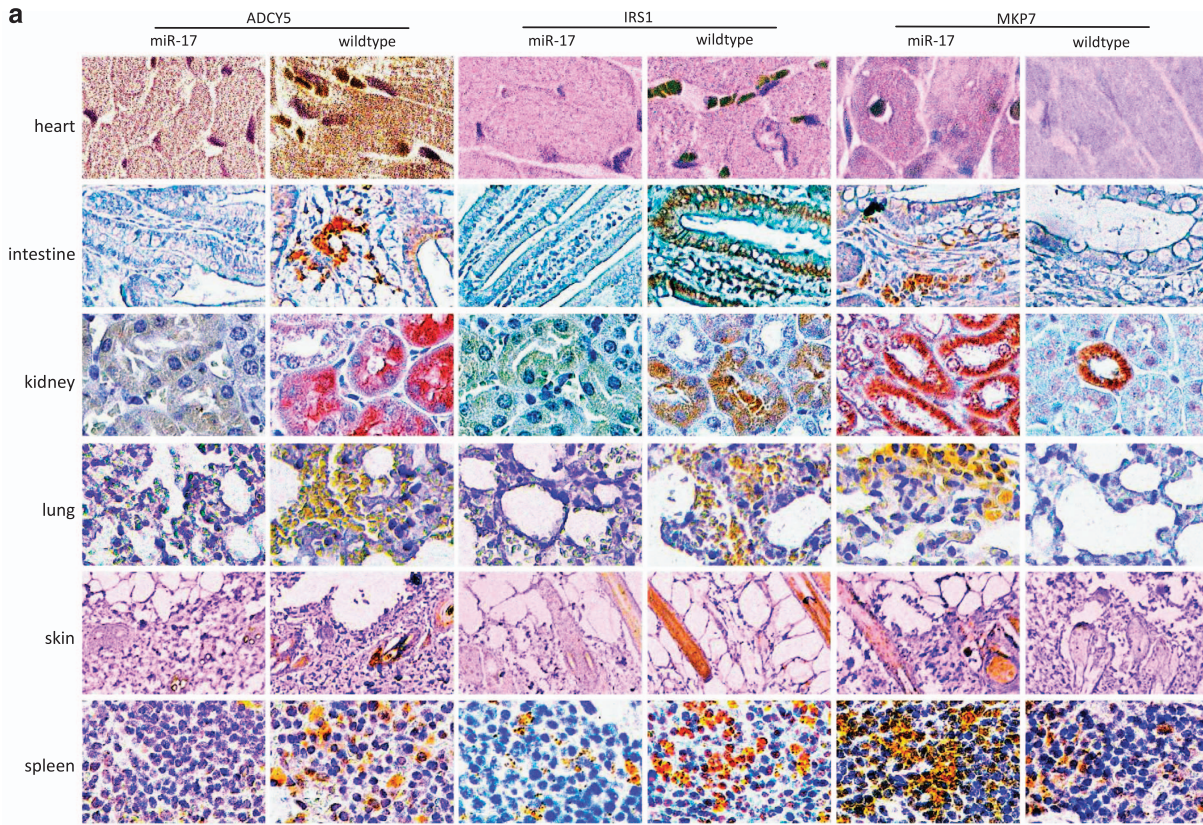 a
ADCY5 IRS1 MKP7
miR-17 wildtype miR-17 wildtype miR-17 wildtype
heart
intestine
kidney
lung
skin
spleen